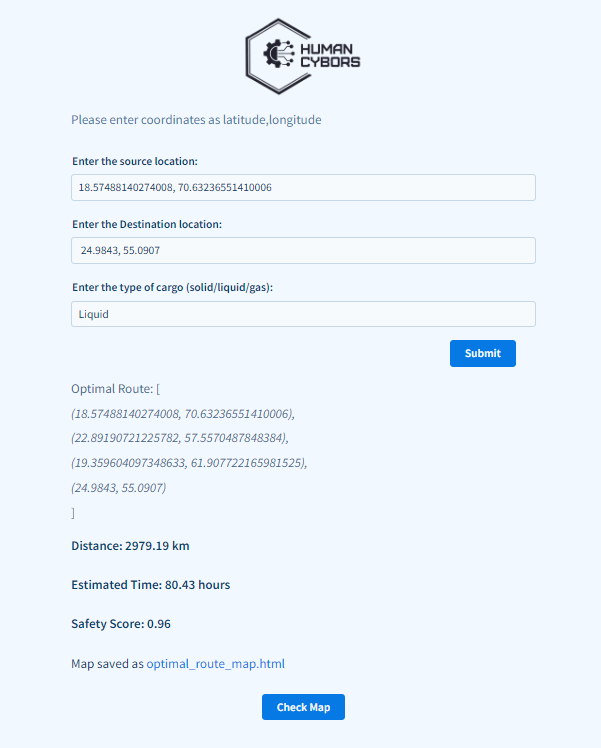 HUMAN
CYBORS
Please enter coordinates as latitude,longitude
Enter the source location:
18.57488140274008, 70.63236551410006
Enter the Destination location:
24.9843, 55.0907
Enter the type of cargo (solid/liquid/gas):
Liquid
Submit
Optimal Route: [
(18.57488140274008, 70.63236551410006),
(22.89190721225782, 57.5570487848384),
(19.359604097348633, 61.907722165981525),
(24.9843, 55.0907)
]
Distance: 2979.19 km
Estimated Time: 80.43 hours
Safety Score: 0.96
Map saved as optimal_route_map.html
Check Map